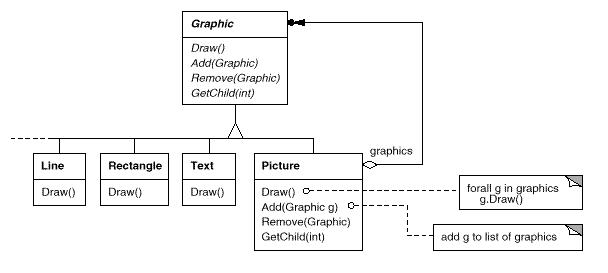 Graphic
Draw()
Add(Graphic)
Remove(Graphic)
GetChild(int)
graphics
Line
Draw()
Rectangle
Draw()
Text
Draw()
Picture
Draw()
Add(Graphic g)
Remove(Graphic)
GetChild(int)
forall g in graphics
g.Draw()
add g to list of graphics